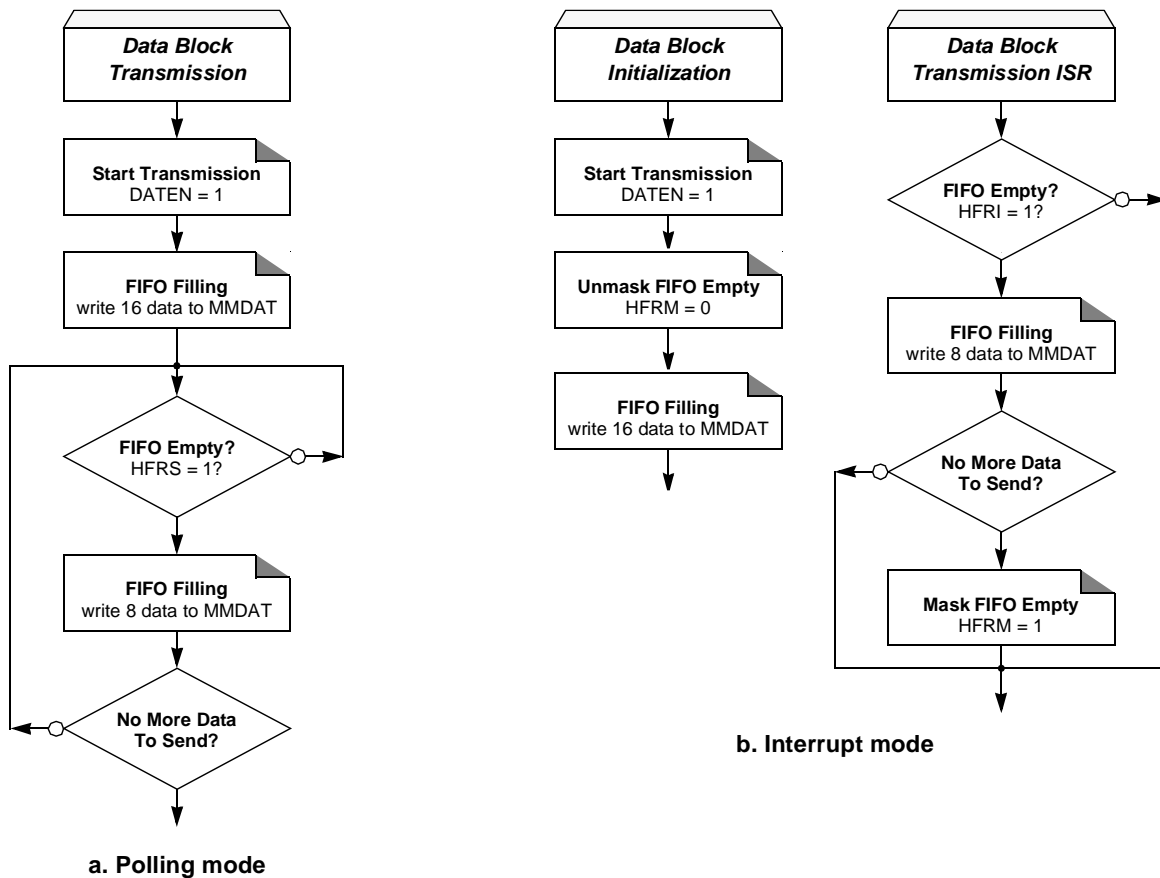 Data Block
Transmission
Start Transmission
DATEN = 1
FIFO Filling
write 16 data to MMDAT
FIFO Empty?
HFRS = 1?
FIFO Filling
write 8 data to MMDAT
No More Data
To Send?
a. Polling mode
Data Block
Initialization
Start Transmission
DATEN = 1
Unmask FIFO Empty
HFRM = 0
FIFO Filling
write 16 data to MMDAT
Data Block
Transmission ISR
FIFO Empty?
HFRI = 1?
FIFO Filling
write 8 data to MMDAT
No More Data
To Send?
Mask FIFO Empty
HFRM = 1
b. Interrupt mode